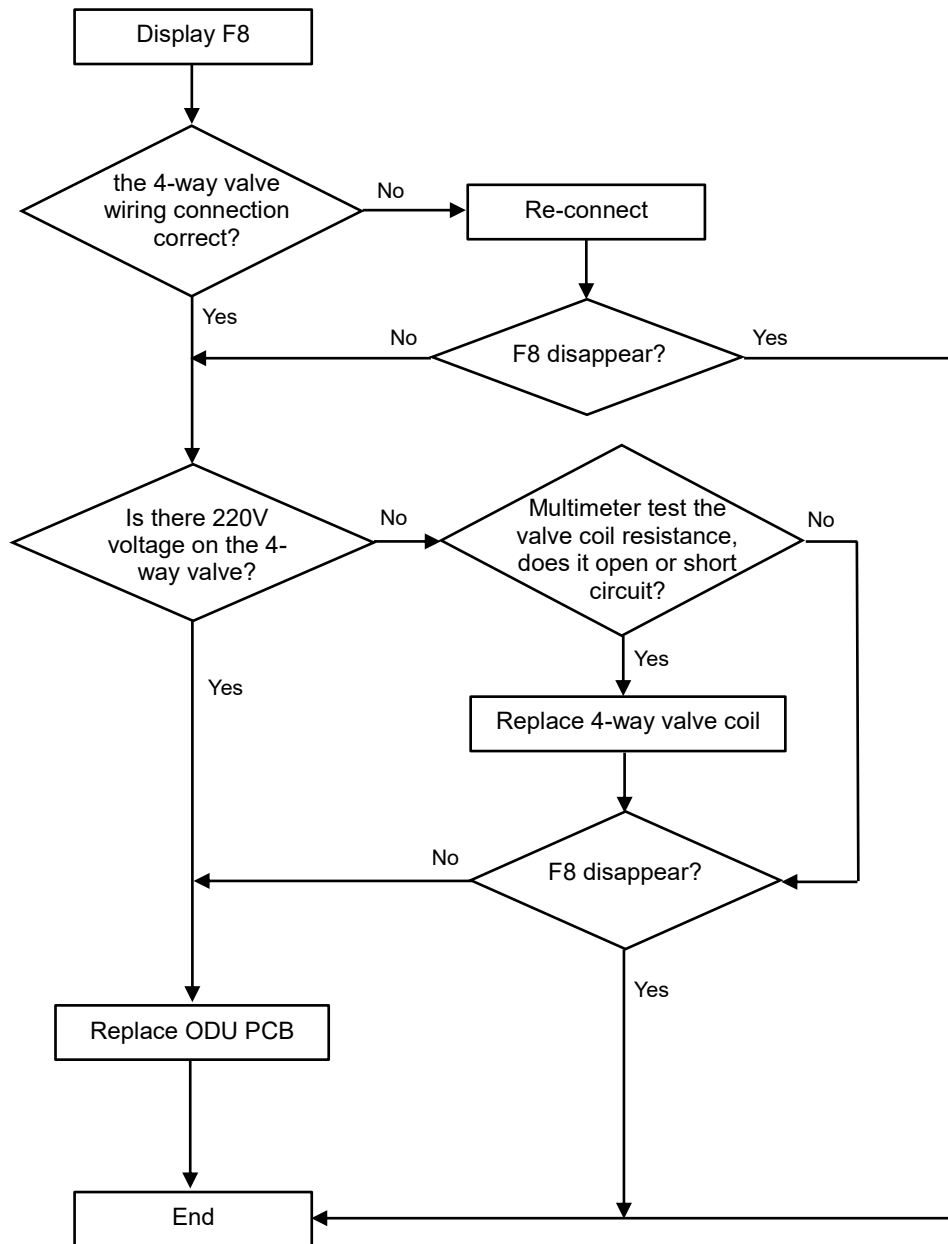 Display F8
the 4-way valve
wiring connection
correct?
No
Re-connect
Yes
No
F8 disappear?
Yes
Is there 220V
voltage on the 4-
way valve?
No
Multimeter test the
valve coil resistance,
does it open or short
circuit?
No
Yes
Yes
Replace 4-way valve coil
No
F8 disappear?
Yes
Replace ODU PCB
End